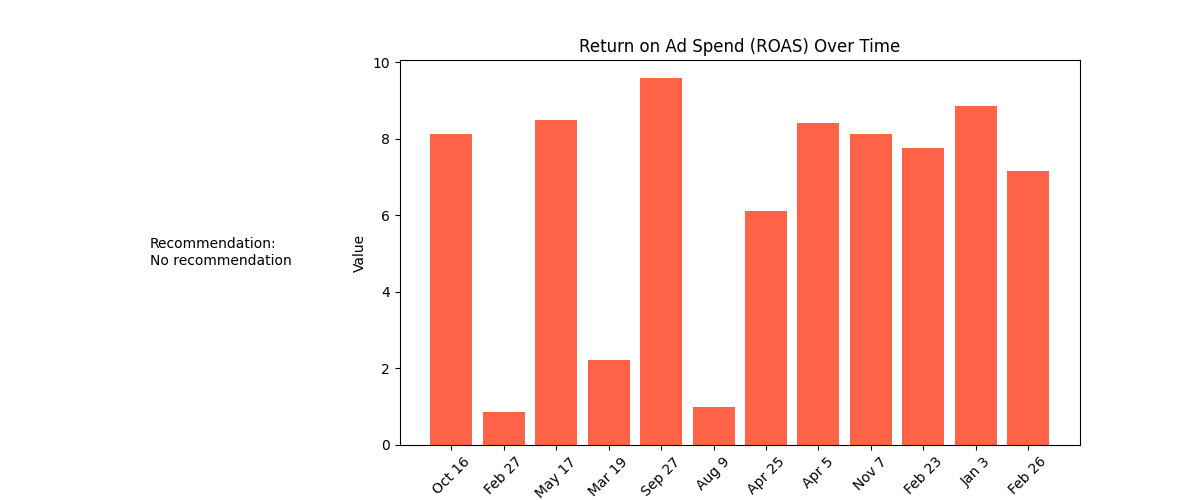 Return on Ad Spend (ROAS) Over Time
Recommendation:
No recommendation
Value
10
8
6
4
2
0
Oct 16
Feb 27
May 17
Mar 19
Sep 27
Aug 9
Apr 25
Apr 5
Nov 7
Feb 23
Jan 3
Feb 26